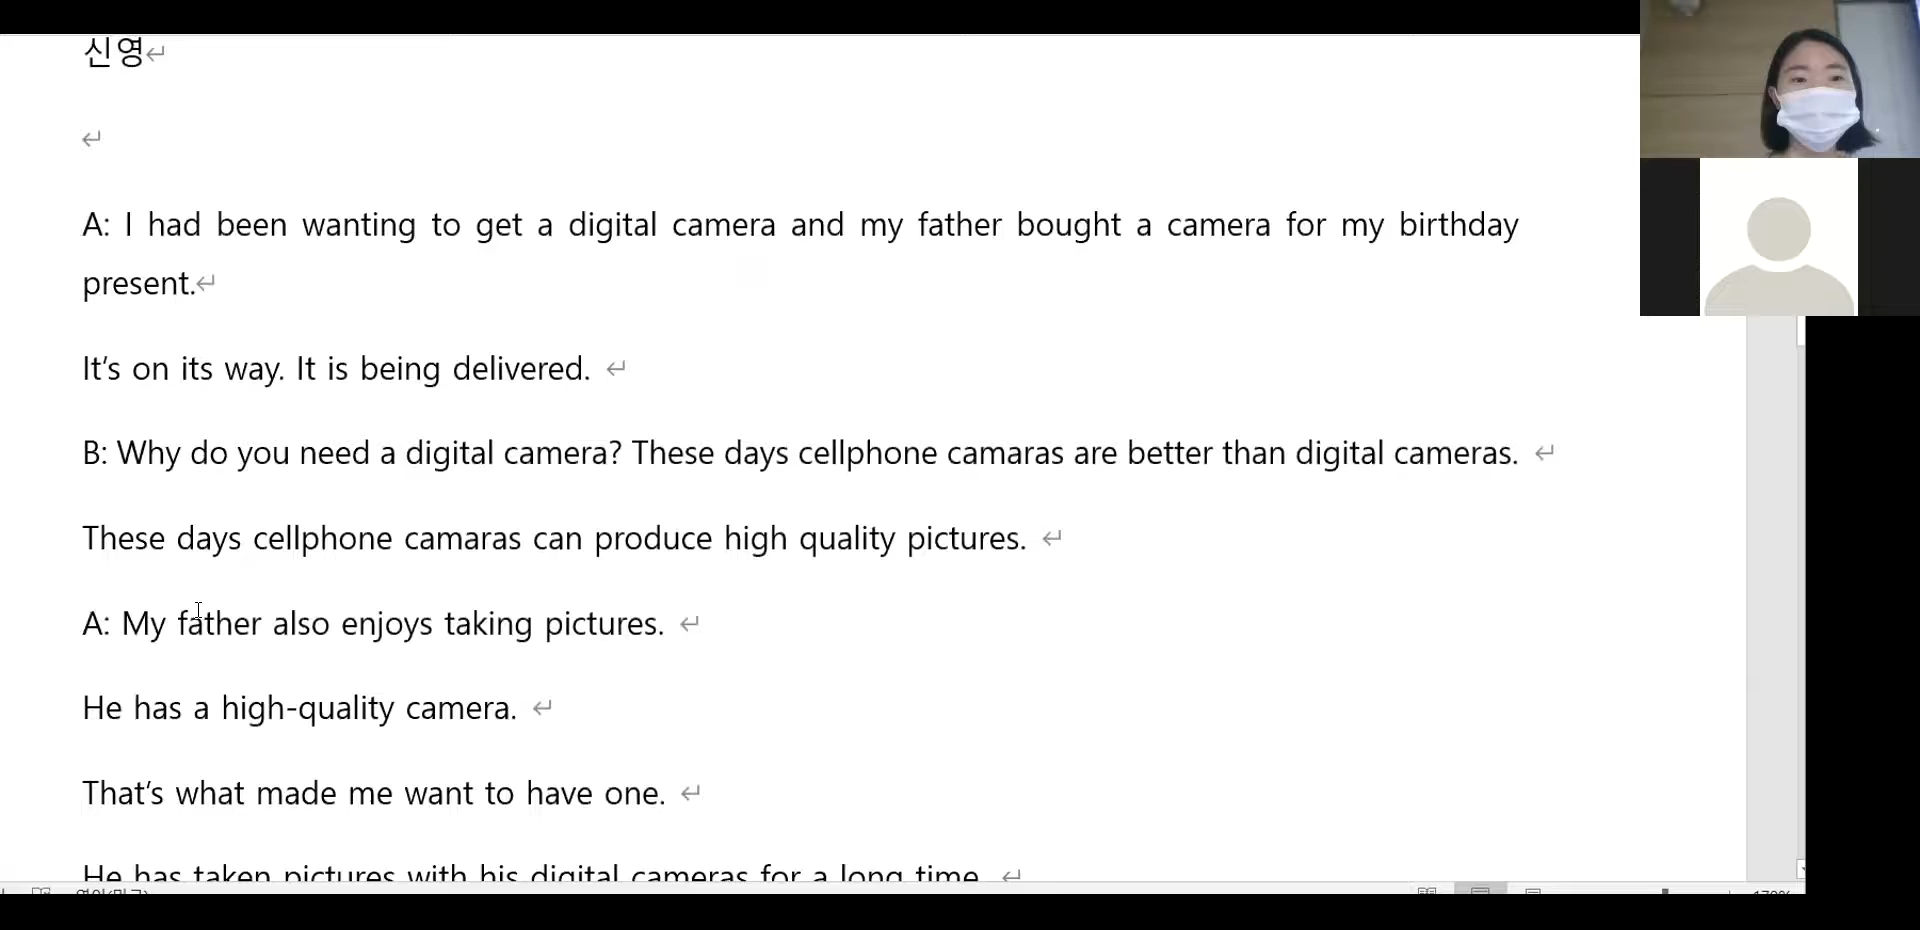 신영
A: I had been wanting to get a digital camera and my father bought a camera for my birthday
present.
It’s on its way. It is being delivered.
B: Why do you need a digital camera? These days cellphone camaras are better than digital cameras.
These days cellphone camaras can produce high quality pictures.
A: My father also enjoys taking pictures.
He has a high-quality camera.
That’s what made me want to have one.
He has taken pictures with his digital cameras for a long time.